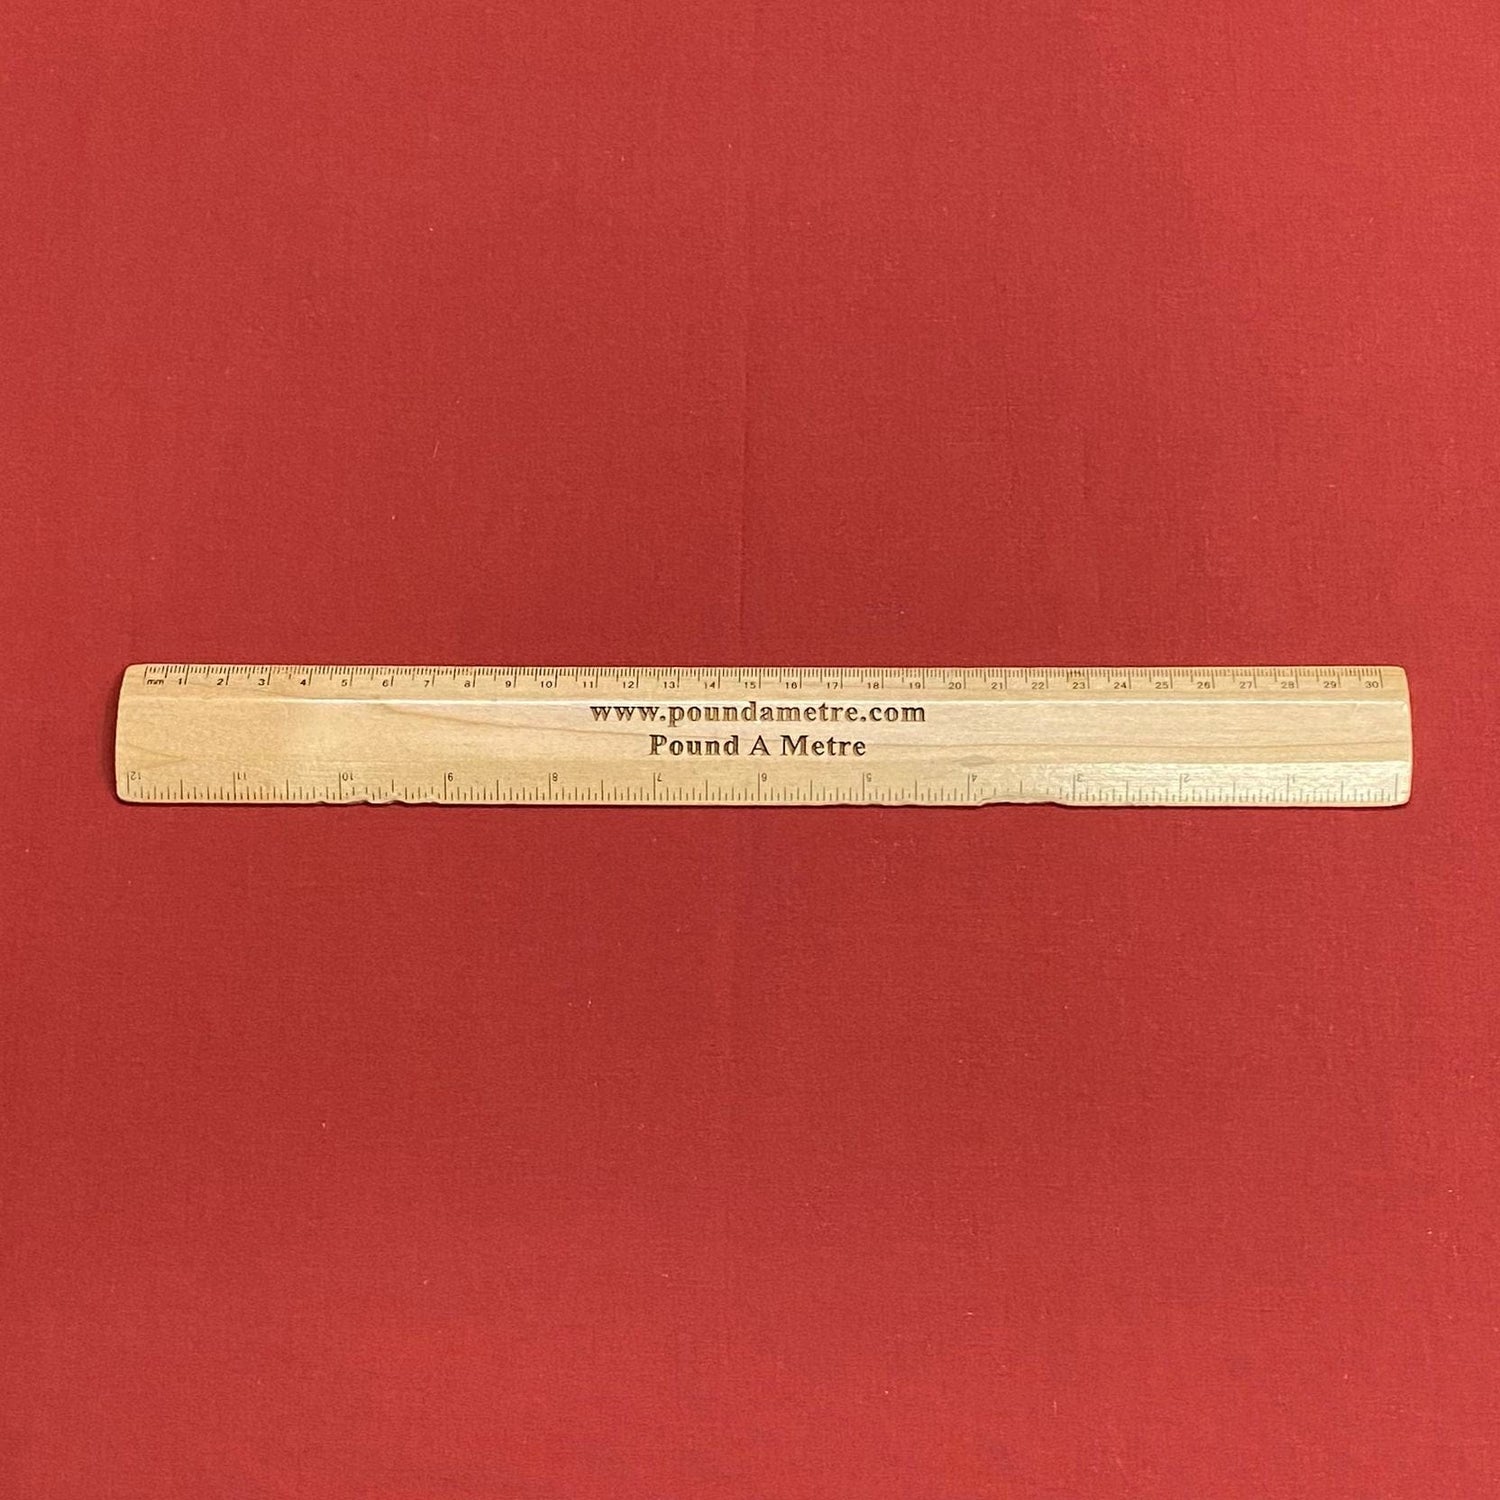 mm 1 2 3 4 5 6 7 8 9 10 11 12 13 14 15 16 17 18 19 20 21 22 23 24 25 26 27 28 29 30
www.poundametre.com
Pound A Metre
12 11 10 9 8 7 6 5 4 3 2 1